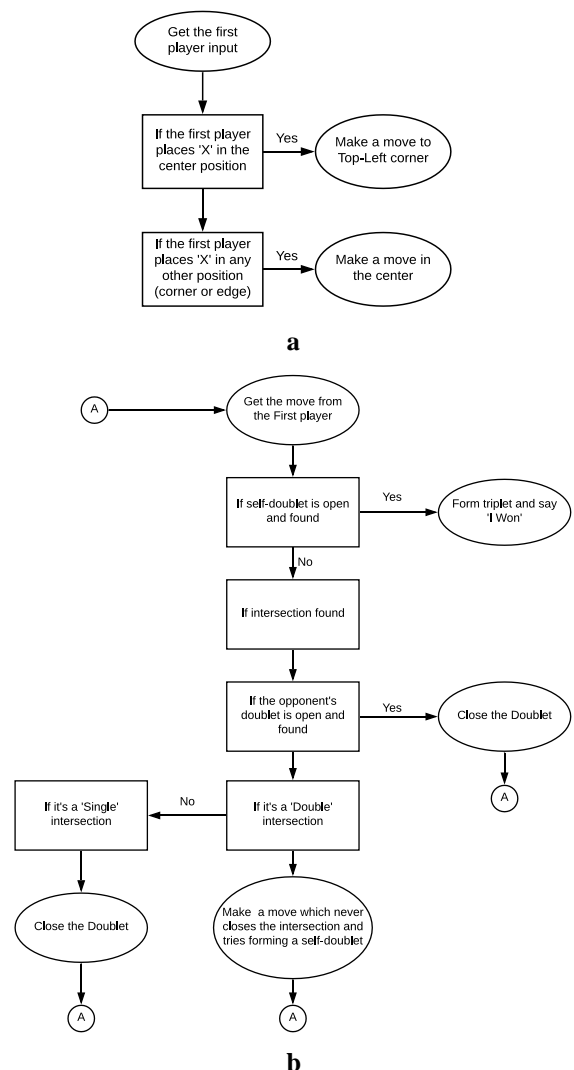 Get the first
player input
If the first player
places 'X' in the
center position
Yes
Make a move to
Top-Left corner
If the first player
places 'X' in any
other position
(corner or edge)
Yes
Make a move in
the center
a
A
Get the move from
the First player
If self-doublet is open
and found
Yes
Form triplet and say
'I Won'
No
If intersection found
If the opponent's
doublet is open and
found
Yes
Close the Doublet
A
If it's a 'Double'
intersection
No
If it's a 'Single'
intersection
Close the Doublet
A
Make a move which never
closes the intersection and
tries forming a self-doublet
A
b